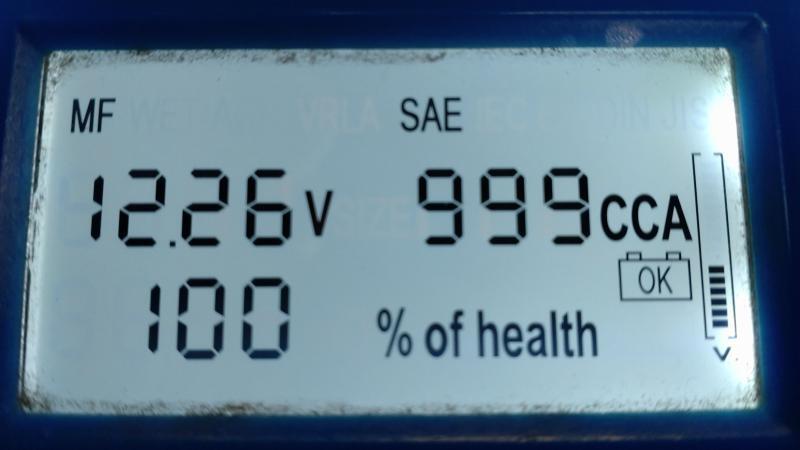 MF SAE
12.26 V 999 CCA
OK
100 % of health
V